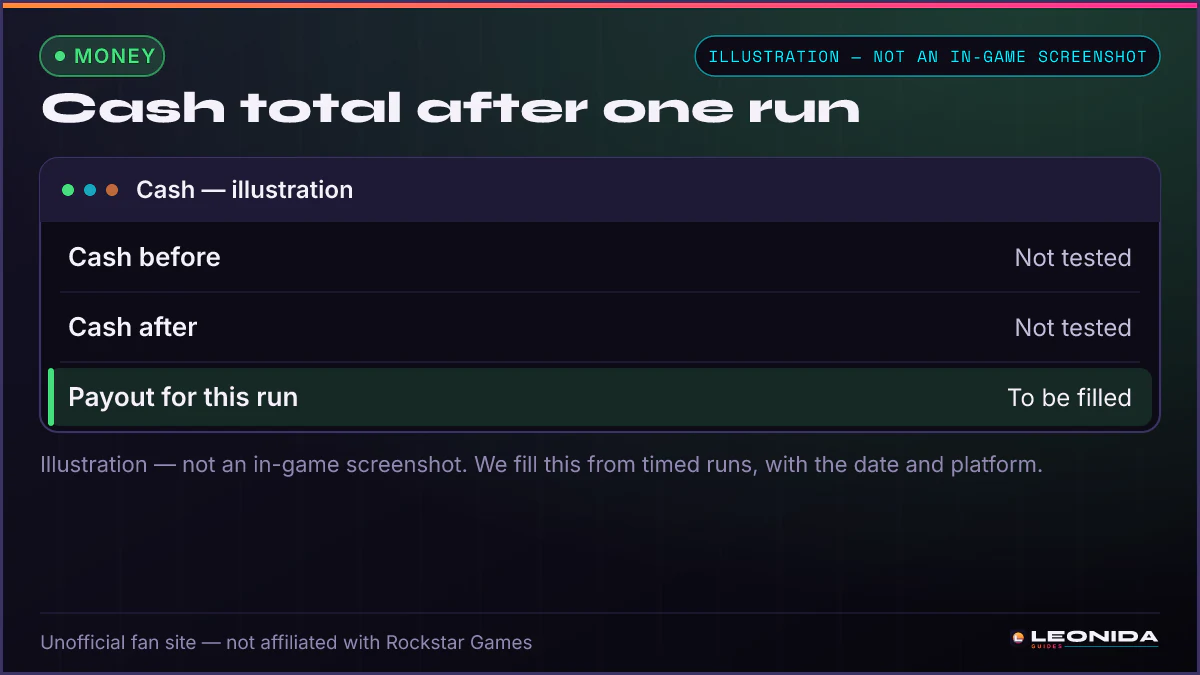 MONEY
ILLUSTRATION — NOT AN IN-GAME SCREENSHOT
Cash total after one run
Cash — illustration
Cash before
Not tested
Cash after
Not tested
Payout for this run
To be filled
Illustration — not an in-game screenshot. We fill this from timed runs, with the date and platform.
Unofficial fan site — not affiliated with Rockstar Games
LEONIDA
GUIDES